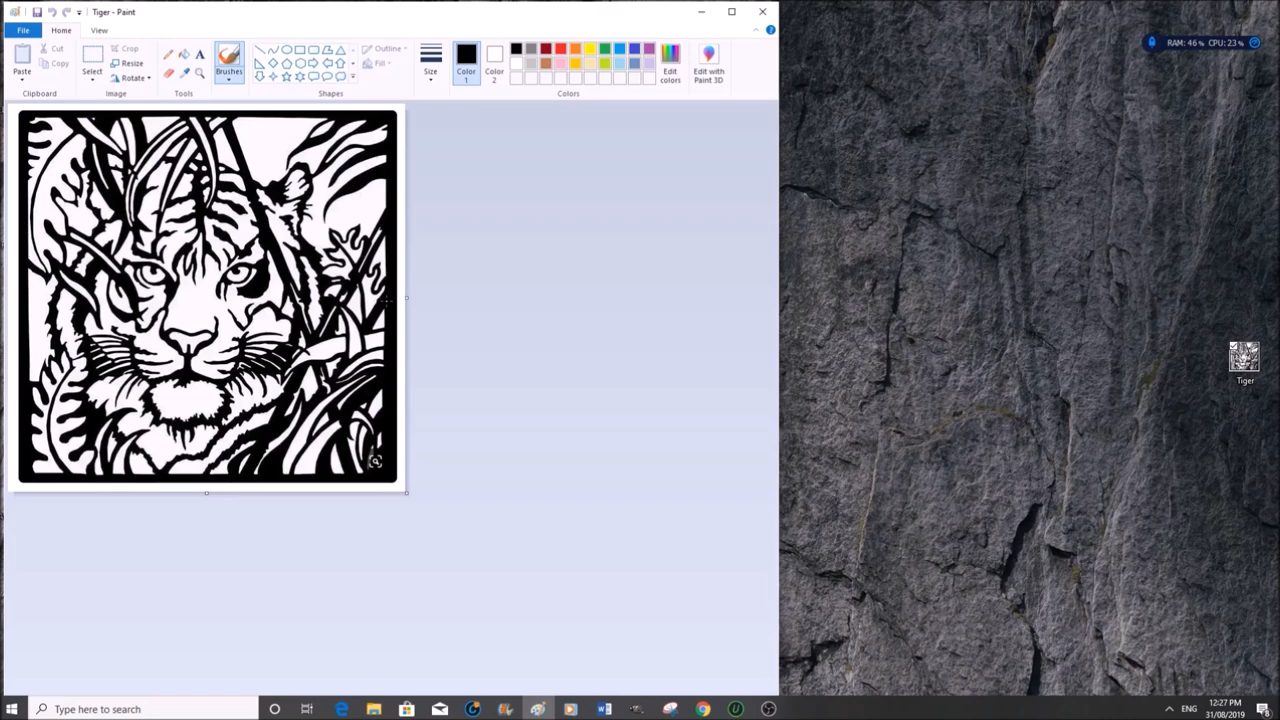 Tiger - Paint
File Home View
Paste
Cut
Copy
Clipboard
Select
Crop
Resize
Rotate
Image
Tools
Brushes
Shapes
Outline
Fill
Size
Color 1
Color 2
Colors
Edit colors
Edit with Paint 3D
RAM: 46 % CPU: 23 %
Tiger
Type here to search
ENG
12:27 PM
31/08/2019